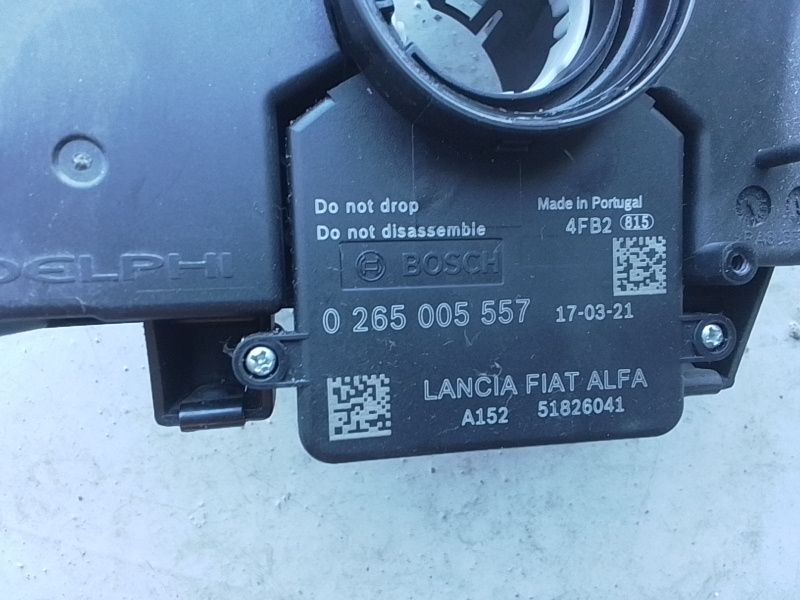 Do not drop
Do not disassemble
Made in Portugal
4FB2 815
DELPHI
BOSCH
0 265 005 557
17-03-21
LANCIA FIAT ALFA
A152 51826041